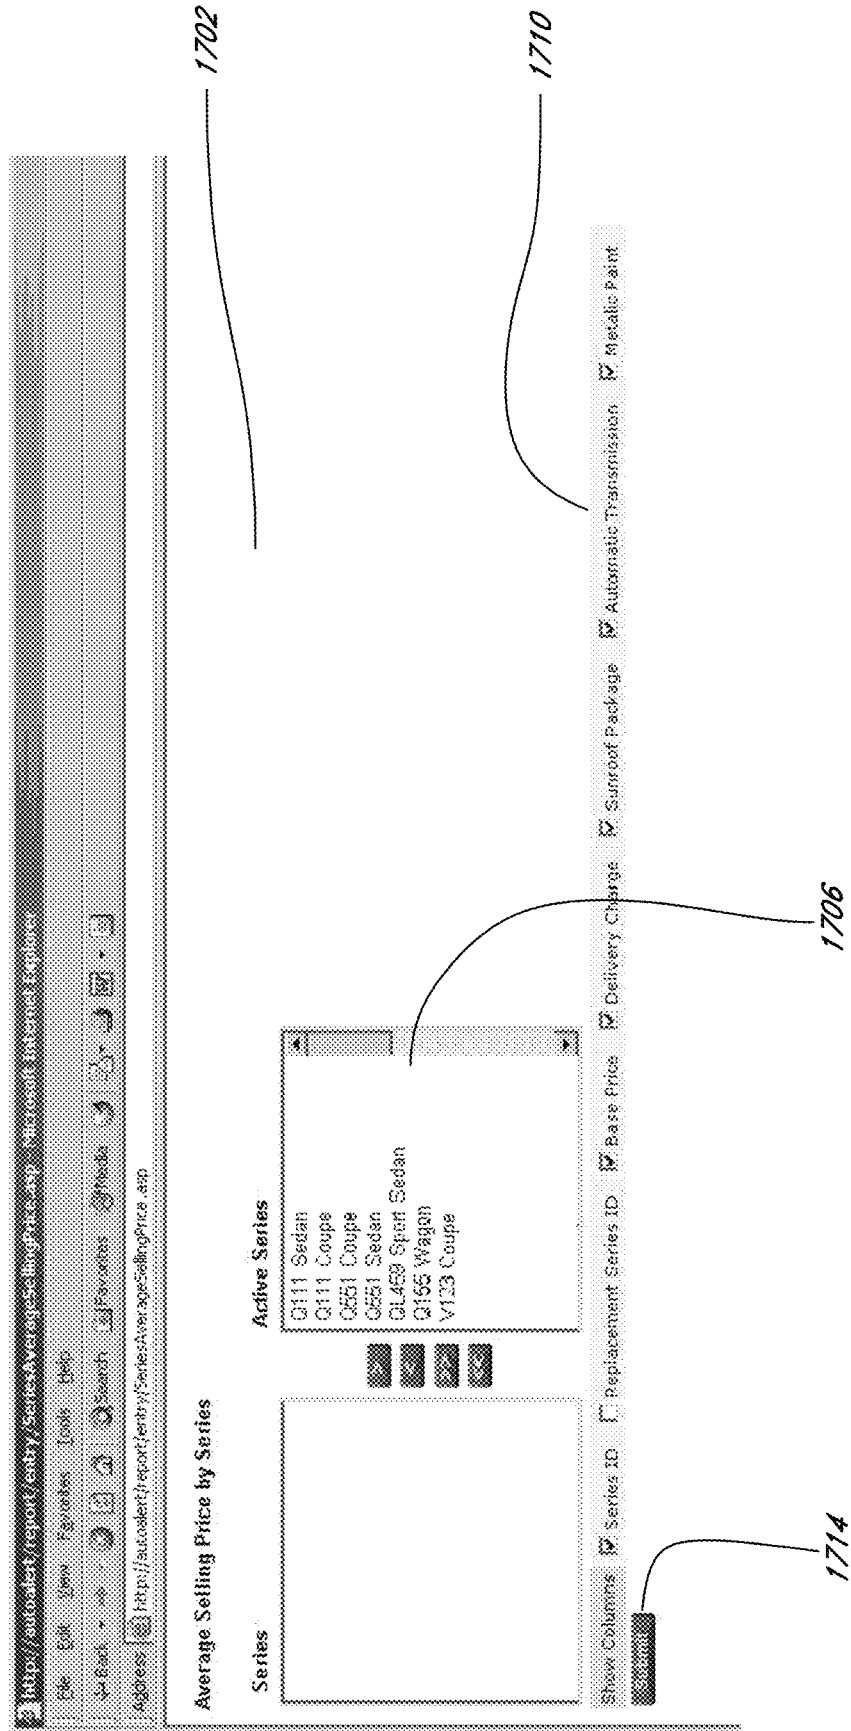 http://autoalert/report/entry/SeriesAverageSellingPrice.asp - Microsoft Internet Explorer
File Edit View Favorites Tools Help
Back Search Favorites Media
Address http://autoalert/report/entry/SeriesAverageSellingPrice.asp
1702
Average Selling Price by Series
Series Active Series
Q111 Sedan
Q111 Coupe
Q551 Coupe
Q551 Sedan
QL459 Sport Sedan
Q155 Wagon
V123 Coupe
>
<
>>
<<
1710
Show Columns Series ID Replacement Series ID Base Price Delivery Charge Sunroof Package Automatic Transmission Metalic Paint
Submit
1706
1714